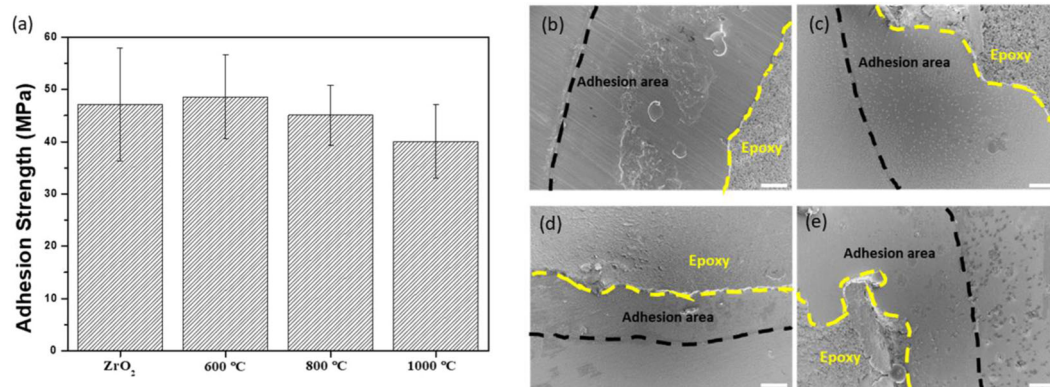 (a)
Adhesion Strength (MPa)
60
50
40
30
20
10
0
ZrO₂
600 ºC
800 ºC
1000 ºC
(b)
Adhesion area
Epoxy
(c)
Epoxy
Adhesion area
(d)
Epoxy
Adhesion area
(e)
Adhesion area
Epoxy